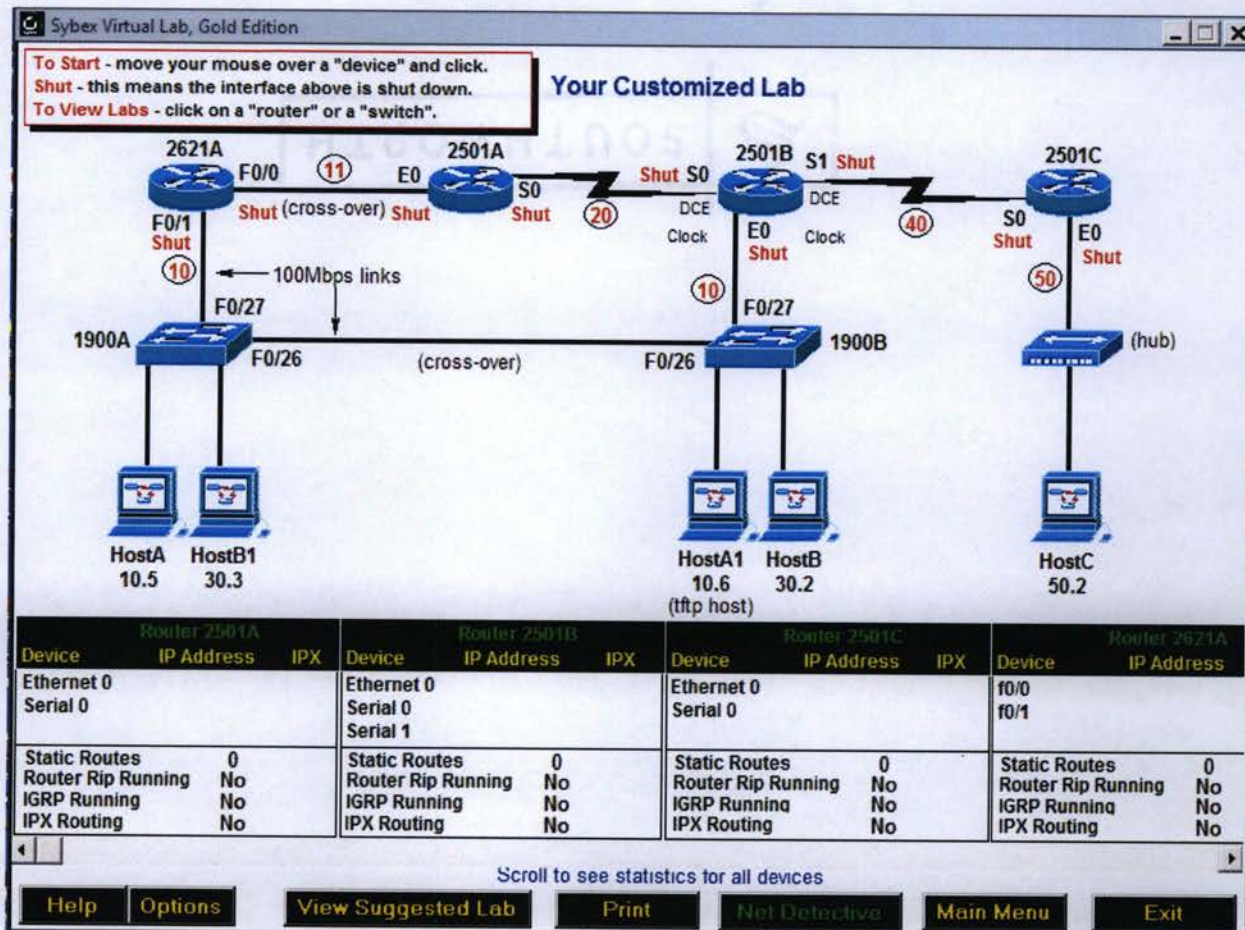 Sybex Virtual Lab, Gold Edition
To Start - move your mouse over a "device" and click.
Shut - this means the interface above is shut down.
To View Labs - click on a "router" or a "switch".
Your Customized Lab
2621A
F0/0
11
E0
2501A
S0
Shut
(cross-over)
Shut
Shut
20
Shut S0
2501B
S1 Shut
DCE
DCE
Clock
E0
Clock
Shut
40
2501C
S0
Shut
E0
Shut
F0/1
Shut
10
100Mbps links
10
50
F0/27
F0/27
1900A
F0/26
(cross-over)
F0/26
1900B
(hub)
HostA
10.5
HostB1
30.3
HostA1
10.6
(tftp host)
HostB
30.2
HostC
50.2
Router 2501A
Device IP Address IPX
Ethernet 0
Serial 0
Static Routes 0
Router Rip Running No
IGRP Running No
IPX Routing No
Router 2501B
Device IP Address IPX
Ethernet 0
Serial 0
Serial 1
Static Routes 0
Router Rip Running No
IGRP Running No
IPX Routing No
Router 2501C
Device IP Address IPX
Ethernet 0
Serial 0
Static Routes 0
Router Rip Running No
IGRP Running No
IPX Routing No
Router 2621A
Device IP Address
f0/0
f0/1
Static Routes 0
Router Rip Running No
IGRP Running No
IPX Routing No
Scroll to see statistics for all devices
Help
Options
View Suggested Lab
Print
Net Detective
Main Menu
Exit